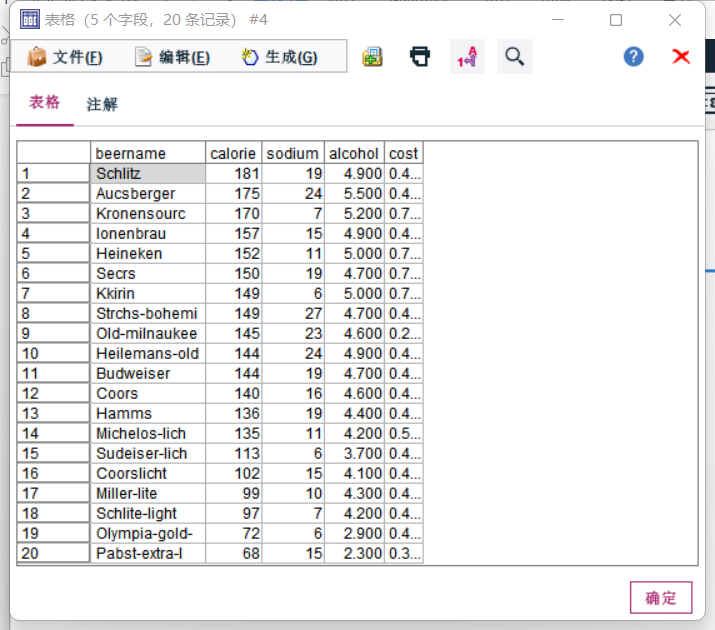 表格（5 个字段，20 条记录） #4
文件(F) 编辑(E) 生成(G)
表格 注解
beername calorie sodium alcohol cost
1 Schlitz 181 19 4.900 0.4...
2 Aucsberger 175 24 5.500 0.4...
3 Kronensourc 170 7 5.200 0.7...
4 Ionenbrau 157 15 4.900 0.4...
5 Heineken 152 11 5.000 0.7...
6 Secrs 150 19 4.700 0.7...
7 Kkirin 149 6 5.000 0.7...
8 Strchs-bohemi 149 27 4.700 0.4...
9 Old-milnaukee 145 23 4.600 0.2...
10 Heilemans-old 144 24 4.900 0.4...
11 Budweiser 144 19 4.700 0.4...
12 Coors 140 16 4.600 0.4...
13 Hamms 136 19 4.400 0.4...
14 Michelos-lich 135 11 4.200 0.5...
15 Sudeiser-lich 113 6 3.700 0.4...
16 Coorslicht 102 15 4.100 0.4...
17 Miller-lite 99 10 4.300 0.4...
18 Schlite-light 97 7 4.200 0.4...
19 Olympia-gold- 72 6 2.900 0.4...
20 Pabst-extra-l 68 15 2.300 0.3...
确定